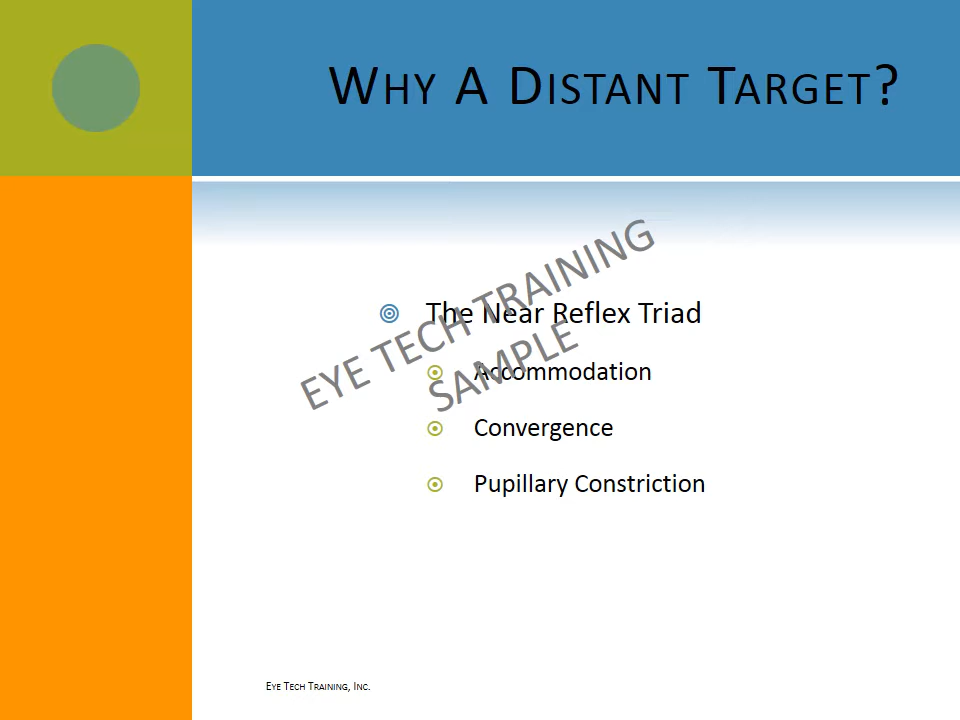 WHY A DISTANT TARGET?
The Near Reflex Triad
Accommodation
Convergence
Pupillary Constriction
EYE TECH TRAINING
SAMPLE
EYE TECH TRAINING, INC.